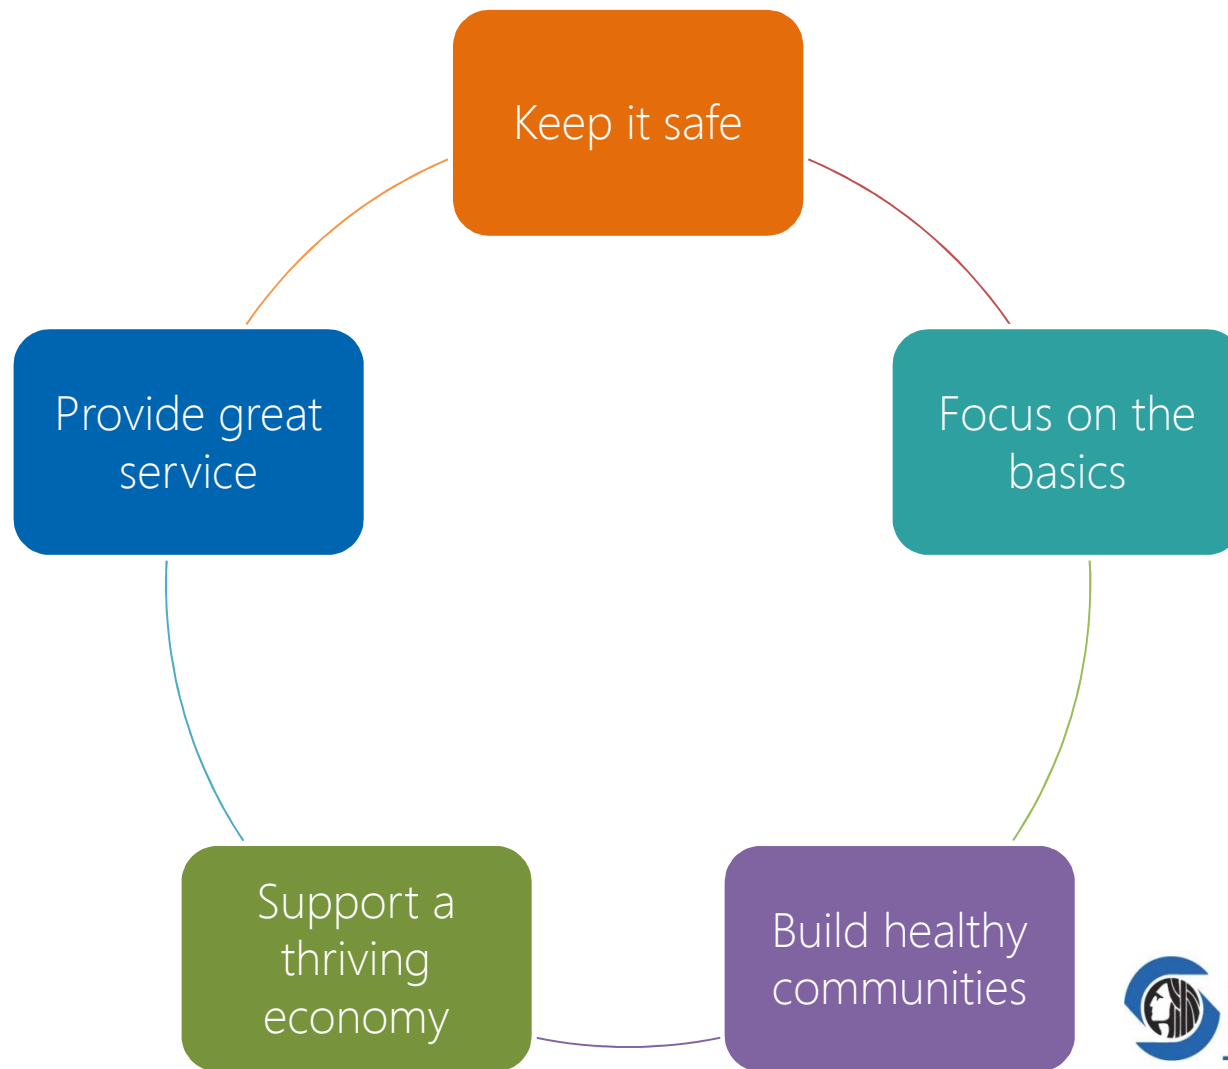 Keep it safe
Focus on the
basics
Build healthy
communities
Support a
thriving
economy
Provide great
service